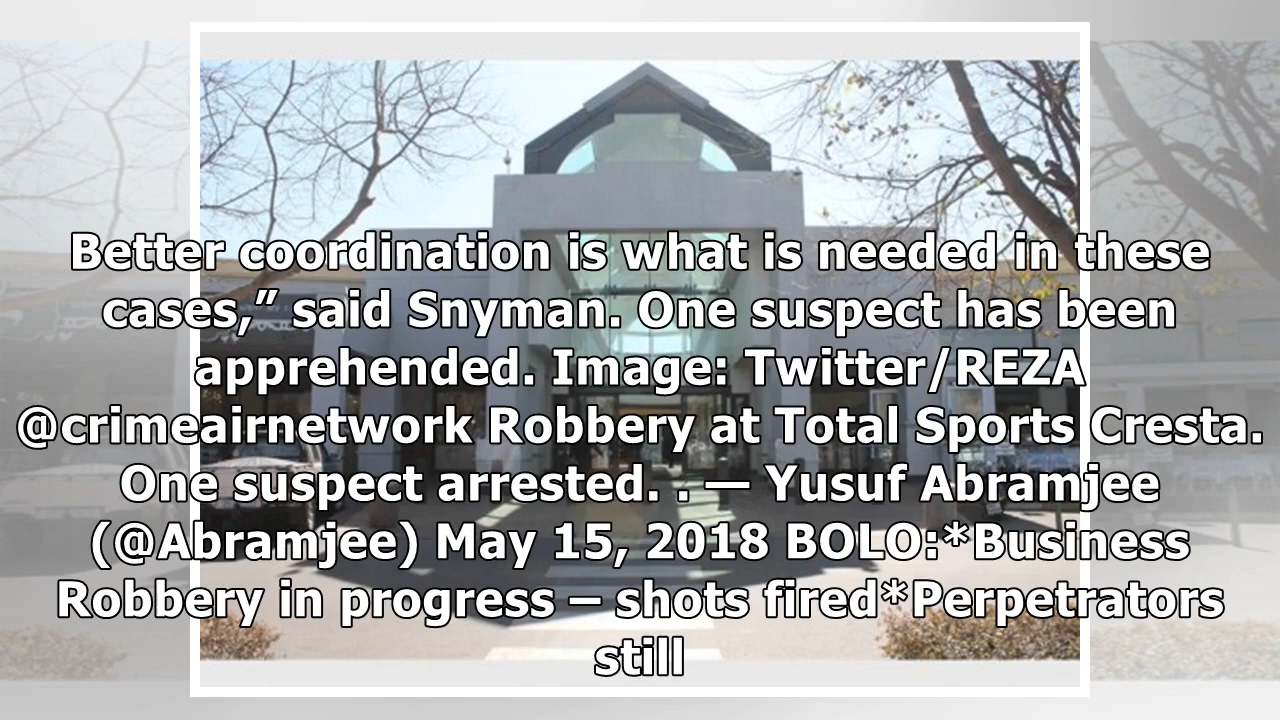 Better coordination is what is needed in these
cases,” said Snyman. One suspect has been
apprehended. Image: Twitter/REZA
@crimeairnetwork Robbery at Total Sports Cresta.
One suspect arrested. . — Yusuf Abramjee
(@Abramjee) May 15, 2018 BOLO:*Business
Robbery in progress – shots fired*Perpetrators
still